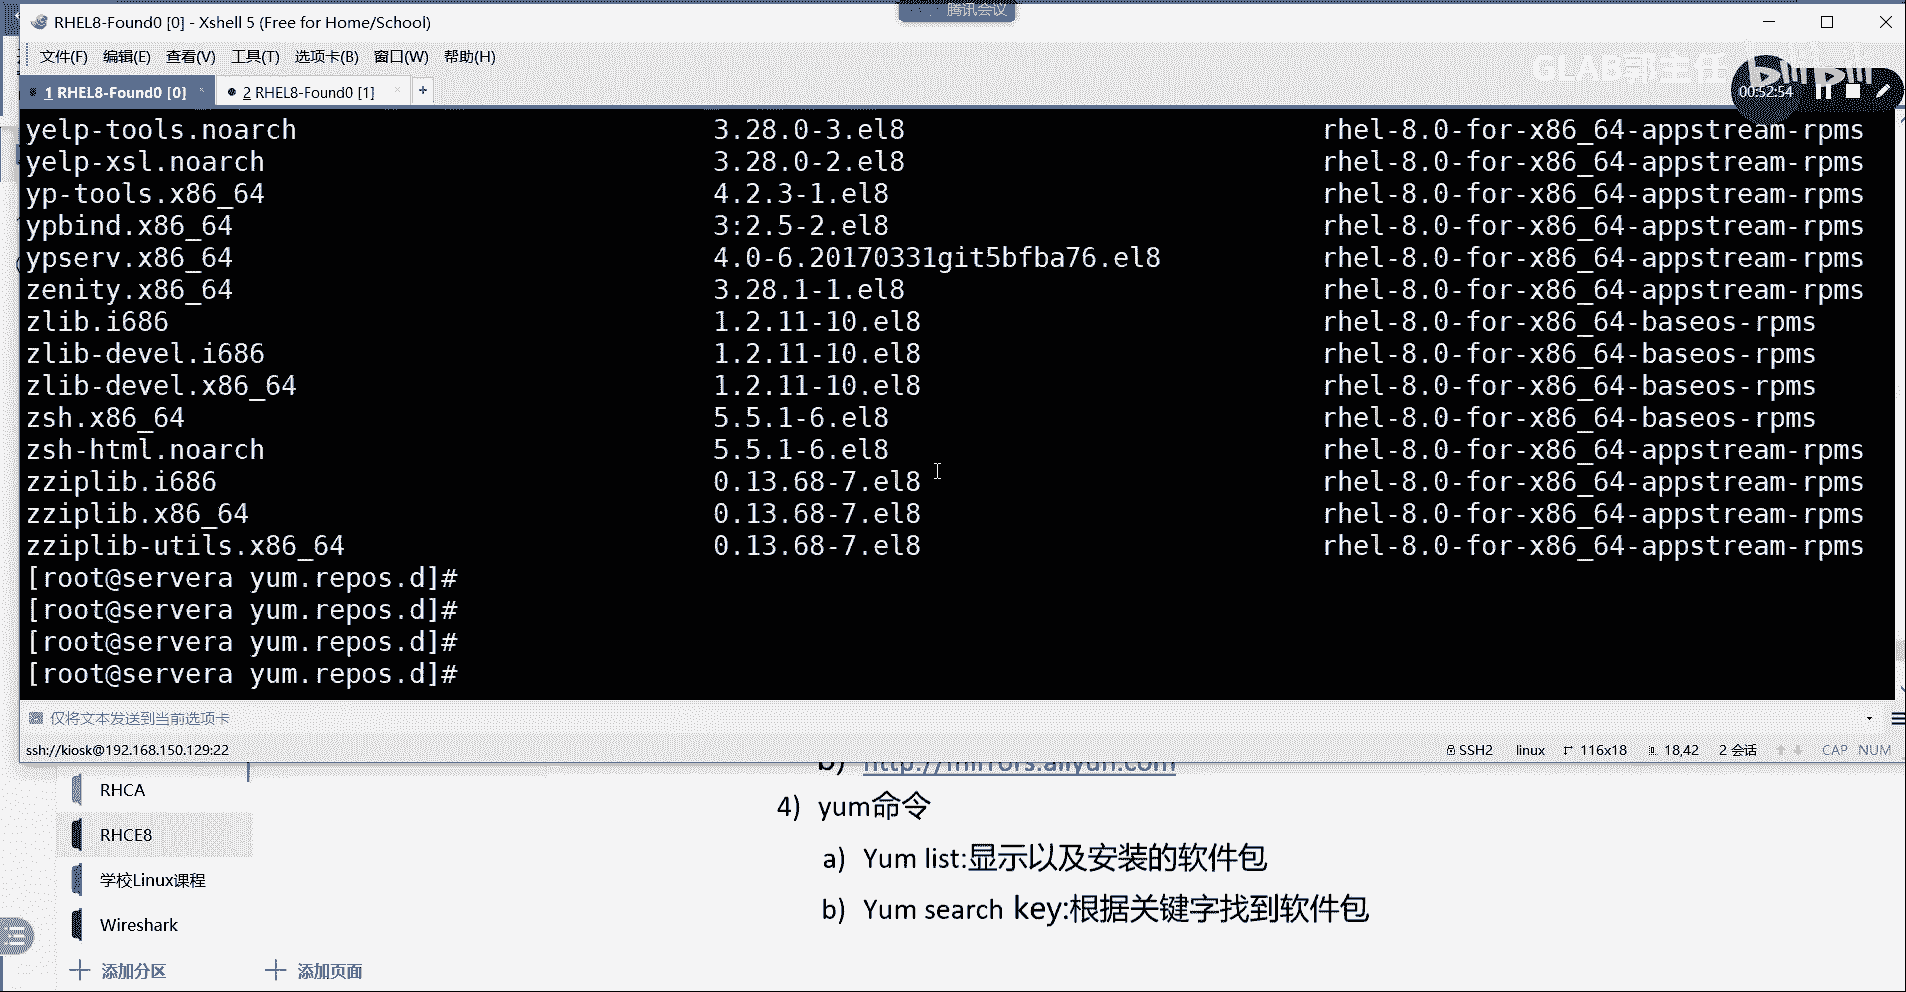 腾讯会议
RHEL8-Found0 [0] - Xshell 5 (Free for Home/School)
文件(F) 编辑(E) 查看(V) 工具(T) 选项卡(B) 窗口(W) 帮助(H)
GLAB郭主任 bilibili
00:52:54
1 RHEL8-Found0 [0] × 2 RHEL8-Found0 [1] × +
yelp-tools.noarch 3.28.0-3.el8 rhel-8.0-for-x86_64-appstream-rpms
yelp-xsl.noarch 3.28.0-2.el8 rhel-8.0-for-x86_64-appstream-rpms
yp-tools.x86_64 4.2.3-1.el8 rhel-8.0-for-x86_64-appstream-rpms
ypbind.x86_64 3:2.5-2.el8 rhel-8.0-for-x86_64-appstream-rpms
ypserv.x86_64 4.0-6.20170331git5bfba76.el8 rhel-8.0-for-x86_64-appstream-rpms
zenity.x86_64 3.28.1-1.el8 rhel-8.0-for-x86_64-appstream-rpms
zlib.i686 1.2.11-10.el8 rhel-8.0-for-x86_64-baseos-rpms
zlib-devel.i686 1.2.11-10.el8 rhel-8.0-for-x86_64-baseos-rpms
zlib-devel.x86_64 1.2.11-10.el8 rhel-8.0-for-x86_64-baseos-rpms
zsh.x86_64 5.5.1-6.el8 rhel-8.0-for-x86_64-baseos-rpms
zsh-html.noarch 5.5.1-6.el8 rhel-8.0-for-x86_64-appstream-rpms
zziplib.i686 0.13.68-7.el8 rhel-8.0-for-x86_64-appstream-rpms
zziplib.x86_64 0.13.68-7.el8 rhel-8.0-for-x86_64-appstream-rpms
zziplib-utils.x86_64 0.13.68-7.el8 rhel-8.0-for-x86_64-appstream-rpms
[root@servera yum.repos.d]#
[root@servera yum.repos.d]#
[root@servera yum.repos.d]#
[root@servera yum.repos.d]#
仅将文本发送到当前选项卡
ssh://kiosk@192.168.150.129:22 SSH2 linux 116x18 18,42 2 会话 CAP NUM
b) http://mirrors.aliyun.com
RHCA
4) yum命令
RHCE8
a) Yum list:显示以及安装的软件包
学校Linux课程
b) Yum search key:根据关键字找到软件包
Wireshark
添加分区 添加页面